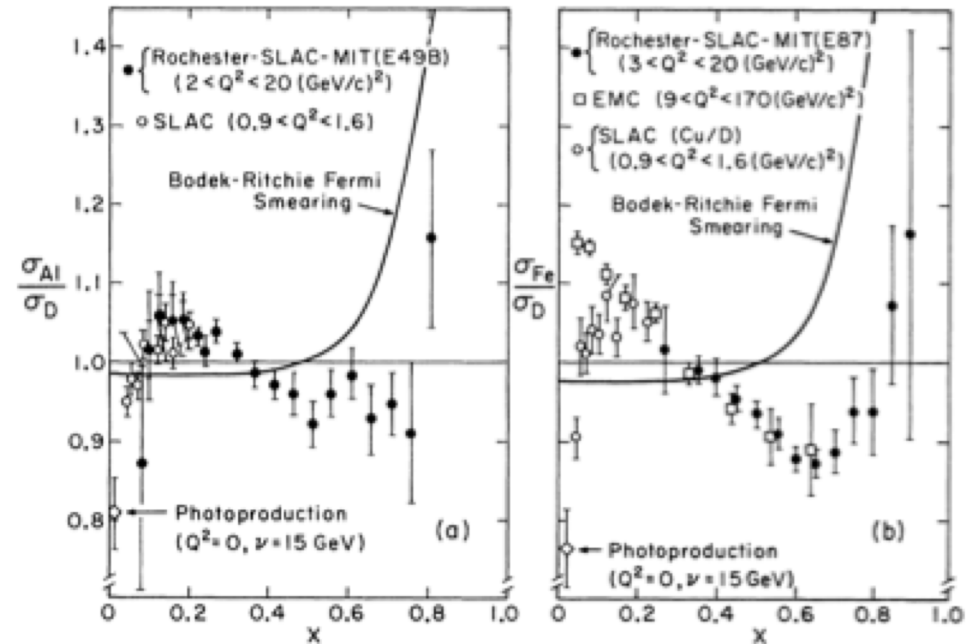 1.4
Rochester-SLAC-MIT(E49B)
(2<Q²<20(GeV/c)²)
SLAC (0.9<Q²<1.6)
1.3
Bodek-Ritchie Fermi
Smearing
1.2
σAl
σD
1.1
1.0
0.9
0.8
Photoproduction
(Q²=0, ν=15 GeV)
(a)
0 0.2 0.4 0.6 0.8 1.0
X
Rochester-SLAC-MIT(E87)
(3<Q²<20(GeV/c)²)
EMC (9<Q²<170(GeV/c)²)
SLAC (Cu/D)
(0.9<Q²<1.6(GeV/c)²)
Bodek-Ritchie Fermi
Smearing
σFe
σD
(b)
Photoproduction
(Q²=0, ν=15GeV)
0 0.2 0.4 0.6 0.8 1.0
X